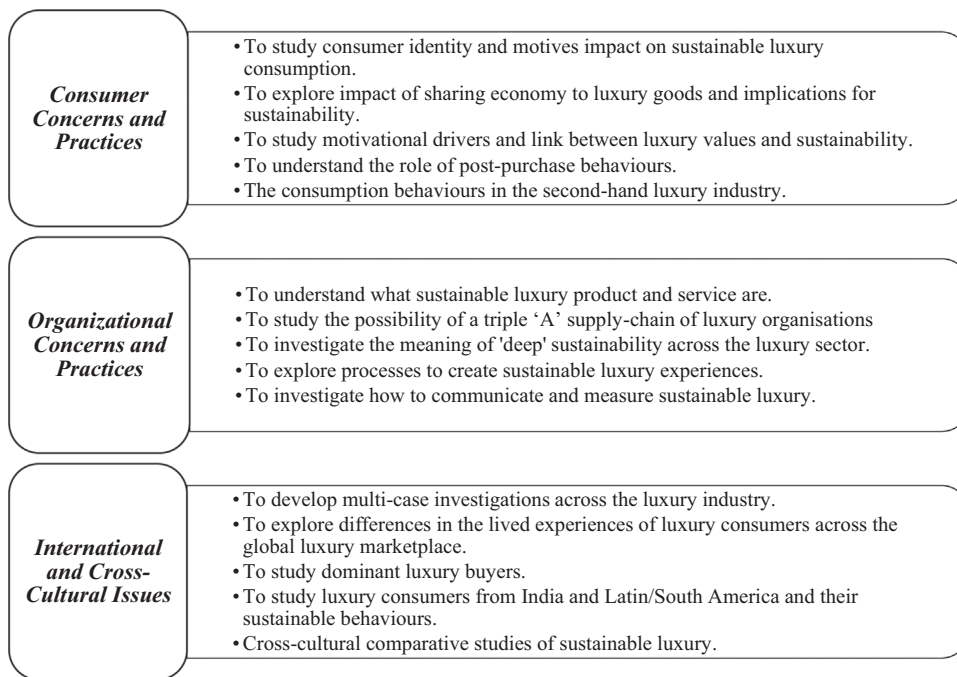 Consumer
Concerns and
Practices
•To study consumer identity and motives impact on sustainable luxury
consumption.
•To explore impact of sharing economy to luxury goods and implications for
sustainability.
•To study motivational drivers and link between luxury values and sustainability.
•To understand the role of post-purchase behaviours.
•The consumption behaviours in the second-hand luxury industry.
Organizational
Concerns and
Practices
•To understand what sustainable luxury product and service are.
•To study the possibility of a triple ‘A’ supply-chain of luxury organisations
•To investigate the meaning of 'deep' sustainability across the luxury sector.
•To explore processes to create sustainable luxury experiences.
•To investigate how to communicate and measure sustainable luxury.
International
and Cross-
Cultural Issues
•To develop multi-case investigations across the luxury industry.
•To explore differences in the lived experiences of luxury consumers across the
global luxury marketplace.
•To study dominant luxury buyers.
•To study luxury consumers from India and Latin/South America and their
sustainable behaviours.
•Cross-cultural comparative studies of sustainable luxury.